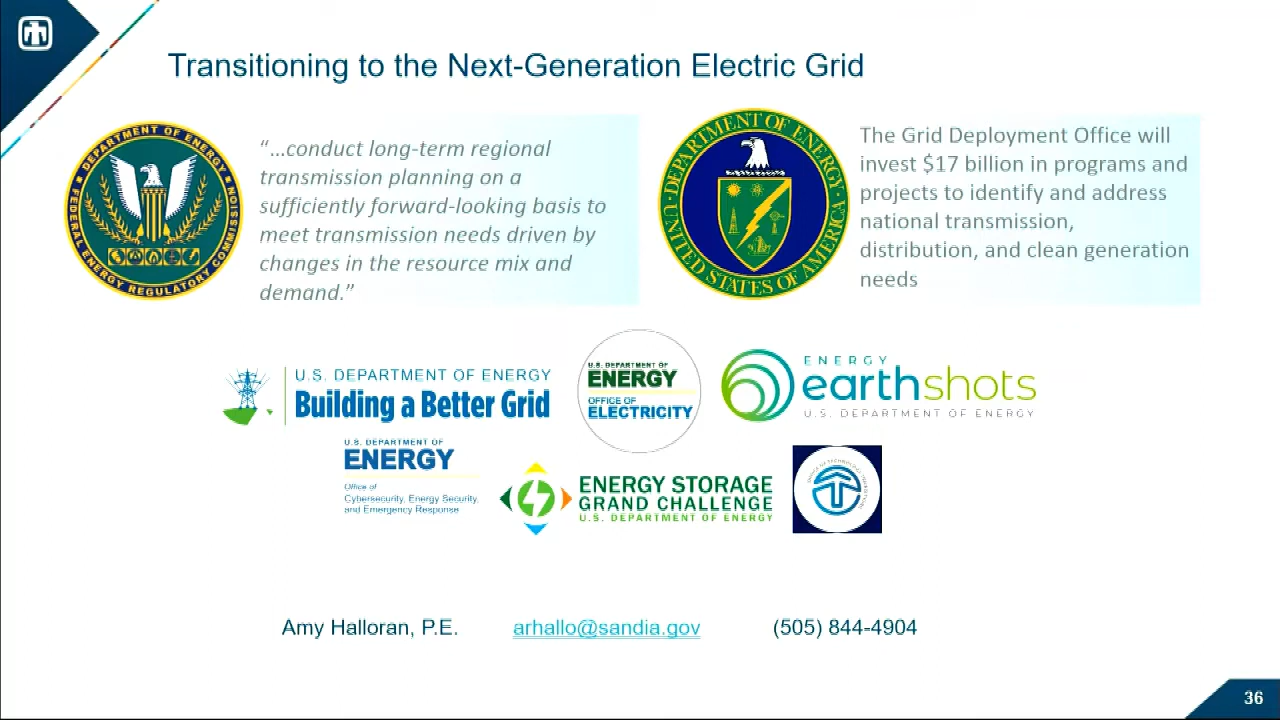 Transitioning to the Next-Generation Electric Grid
DEPARTMENT OF ENERGY
FEDERAL ENERGY REGULATORY COMMISSION
“…conduct long-term regional
transmission planning on a
sufficiently forward-looking basis to
meet transmission needs driven by
changes in the resource mix and
demand.”
DEPARTMENT OF ENERGY
UNITED STATES OF AMERICA
The Grid Deployment Office will
invest $17 billion in programs and
projects to identify and address
national transmission,
distribution, and clean generation
needs
U.S. DEPARTMENT OF ENERGY
Building a Better Grid
U.S. DEPARTMENT OF
ENERGY
OFFICE OF
ELECTRICITY
ENERGY
earthshots
U.S. DEPARTMENT OF ENERGY
U.S. DEPARTMENT OF
ENERGY
Office of
Cybersecurity, Energy Security,
and Emergency Response
ENERGY STORAGE
GRAND CHALLENGE
U.S. DEPARTMENT OF ENERGY
OFFICE OF TECHNOLOGY TRANSITIONS
Amy Halloran, P.E.
arhallo@sandia.gov
(505) 844-4904
36